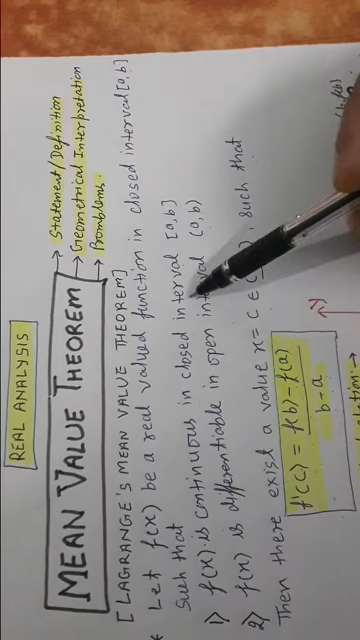 REAL ANALYSIS
MEAN VALUE THEOREM
→ Statement/Definition
→ Geometrical Interpretation
→ Bromblems.
[LAGRANGE'S MEAN VALUE THEOREM]
Let f(x) be a real valued function in closed interval [a,b]
Such that
1) f(x) is continuous in closed interval [a,b]
2) f(x) is differentiable in open interval (a,b)
Then there exist a value x = c ∈ ( ), such that
f'(c) = f(b) - f(a)
b - a